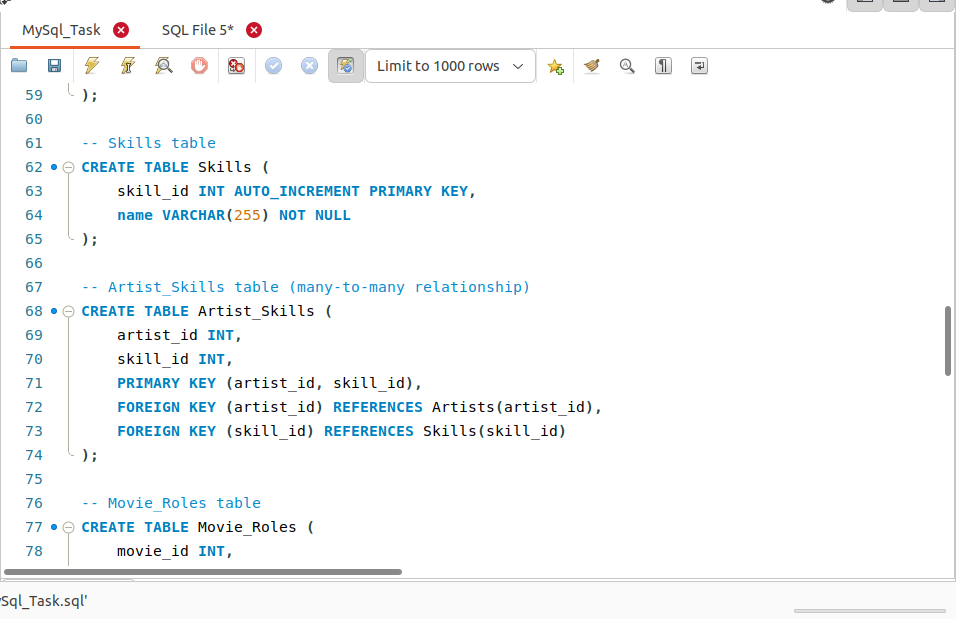 MySql_Task
SQL File 5*
Limit to 1000 rows
59 );
60
61 -- Skills table
62 CREATE TABLE Skills (
63 skill_id INT AUTO_INCREMENT PRIMARY KEY,
64 name VARCHAR(255) NOT NULL
65 );
66
67 -- Artist_Skills table (many-to-many relationship)
68 CREATE TABLE Artist_Skills (
69 artist_id INT,
70 skill_id INT,
71 PRIMARY KEY (artist_id, skill_id),
72 FOREIGN KEY (artist_id) REFERENCES Artists(artist_id),
73 FOREIGN KEY (skill_id) REFERENCES Skills(skill_id)
74 );
75
76 -- Movie_Roles table
77 CREATE TABLE Movie_Roles (
78 movie_id INT,
Sql_Task.sql'